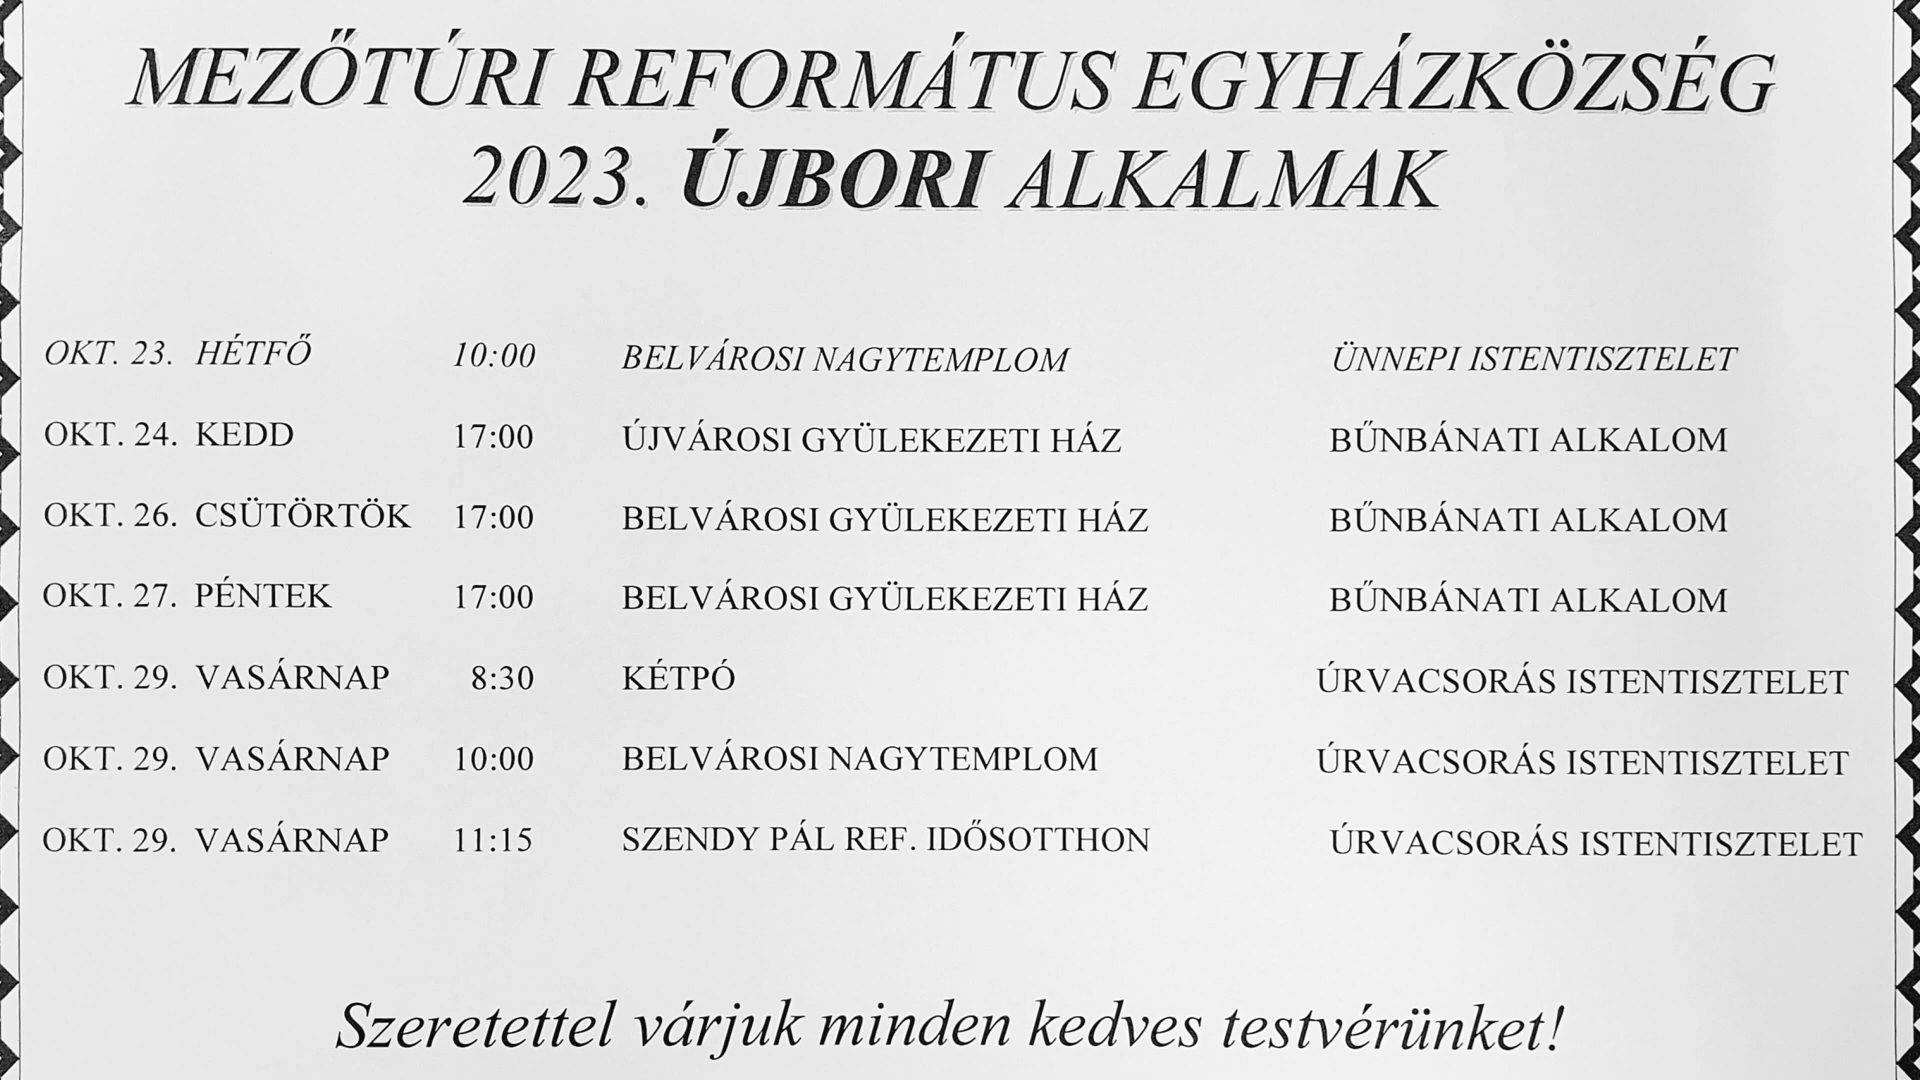 MEZŐTÚRI REFORMÁTUS EGYHÁZKÖZSÉG
2023. ÚJBORI ALKALMAK
OKT. 23. HÉTFŐ 10:00 BELVÁROSI NAGYTEMPLOM ÜNNEPI ISTENTISZTELET
OKT. 24. KEDD 17:00 ÚJVÁROSI GYÜLEKEZETI HÁZ BŰNBÁNATI ALKALOM
OKT. 26. CSÜTÖRTÖK 17:00 BELVÁROSI GYÜLEKEZETI HÁZ BŰNBÁNATI ALKALOM
OKT. 27. PÉNTEK 17:00 BELVÁROSI GYÜLEKEZETI HÁZ BŰNBÁNATI ALKALOM
OKT. 29. VASÁRNAP 8:30 KÉTPÓ ÚRVACSORÁS ISTENTISZTELET
OKT. 29. VASÁRNAP 10:00 BELVÁROSI NAGYTEMPLOM ÚRVACSORÁS ISTENTISZTELET
OKT. 29. VASÁRNAP 11:15 SZENDY PÁL REF. IDŐSOTTHON ÚRVACSORÁS ISTENTISZTELET
Szeretettel várjuk minden kedves testvérünket!